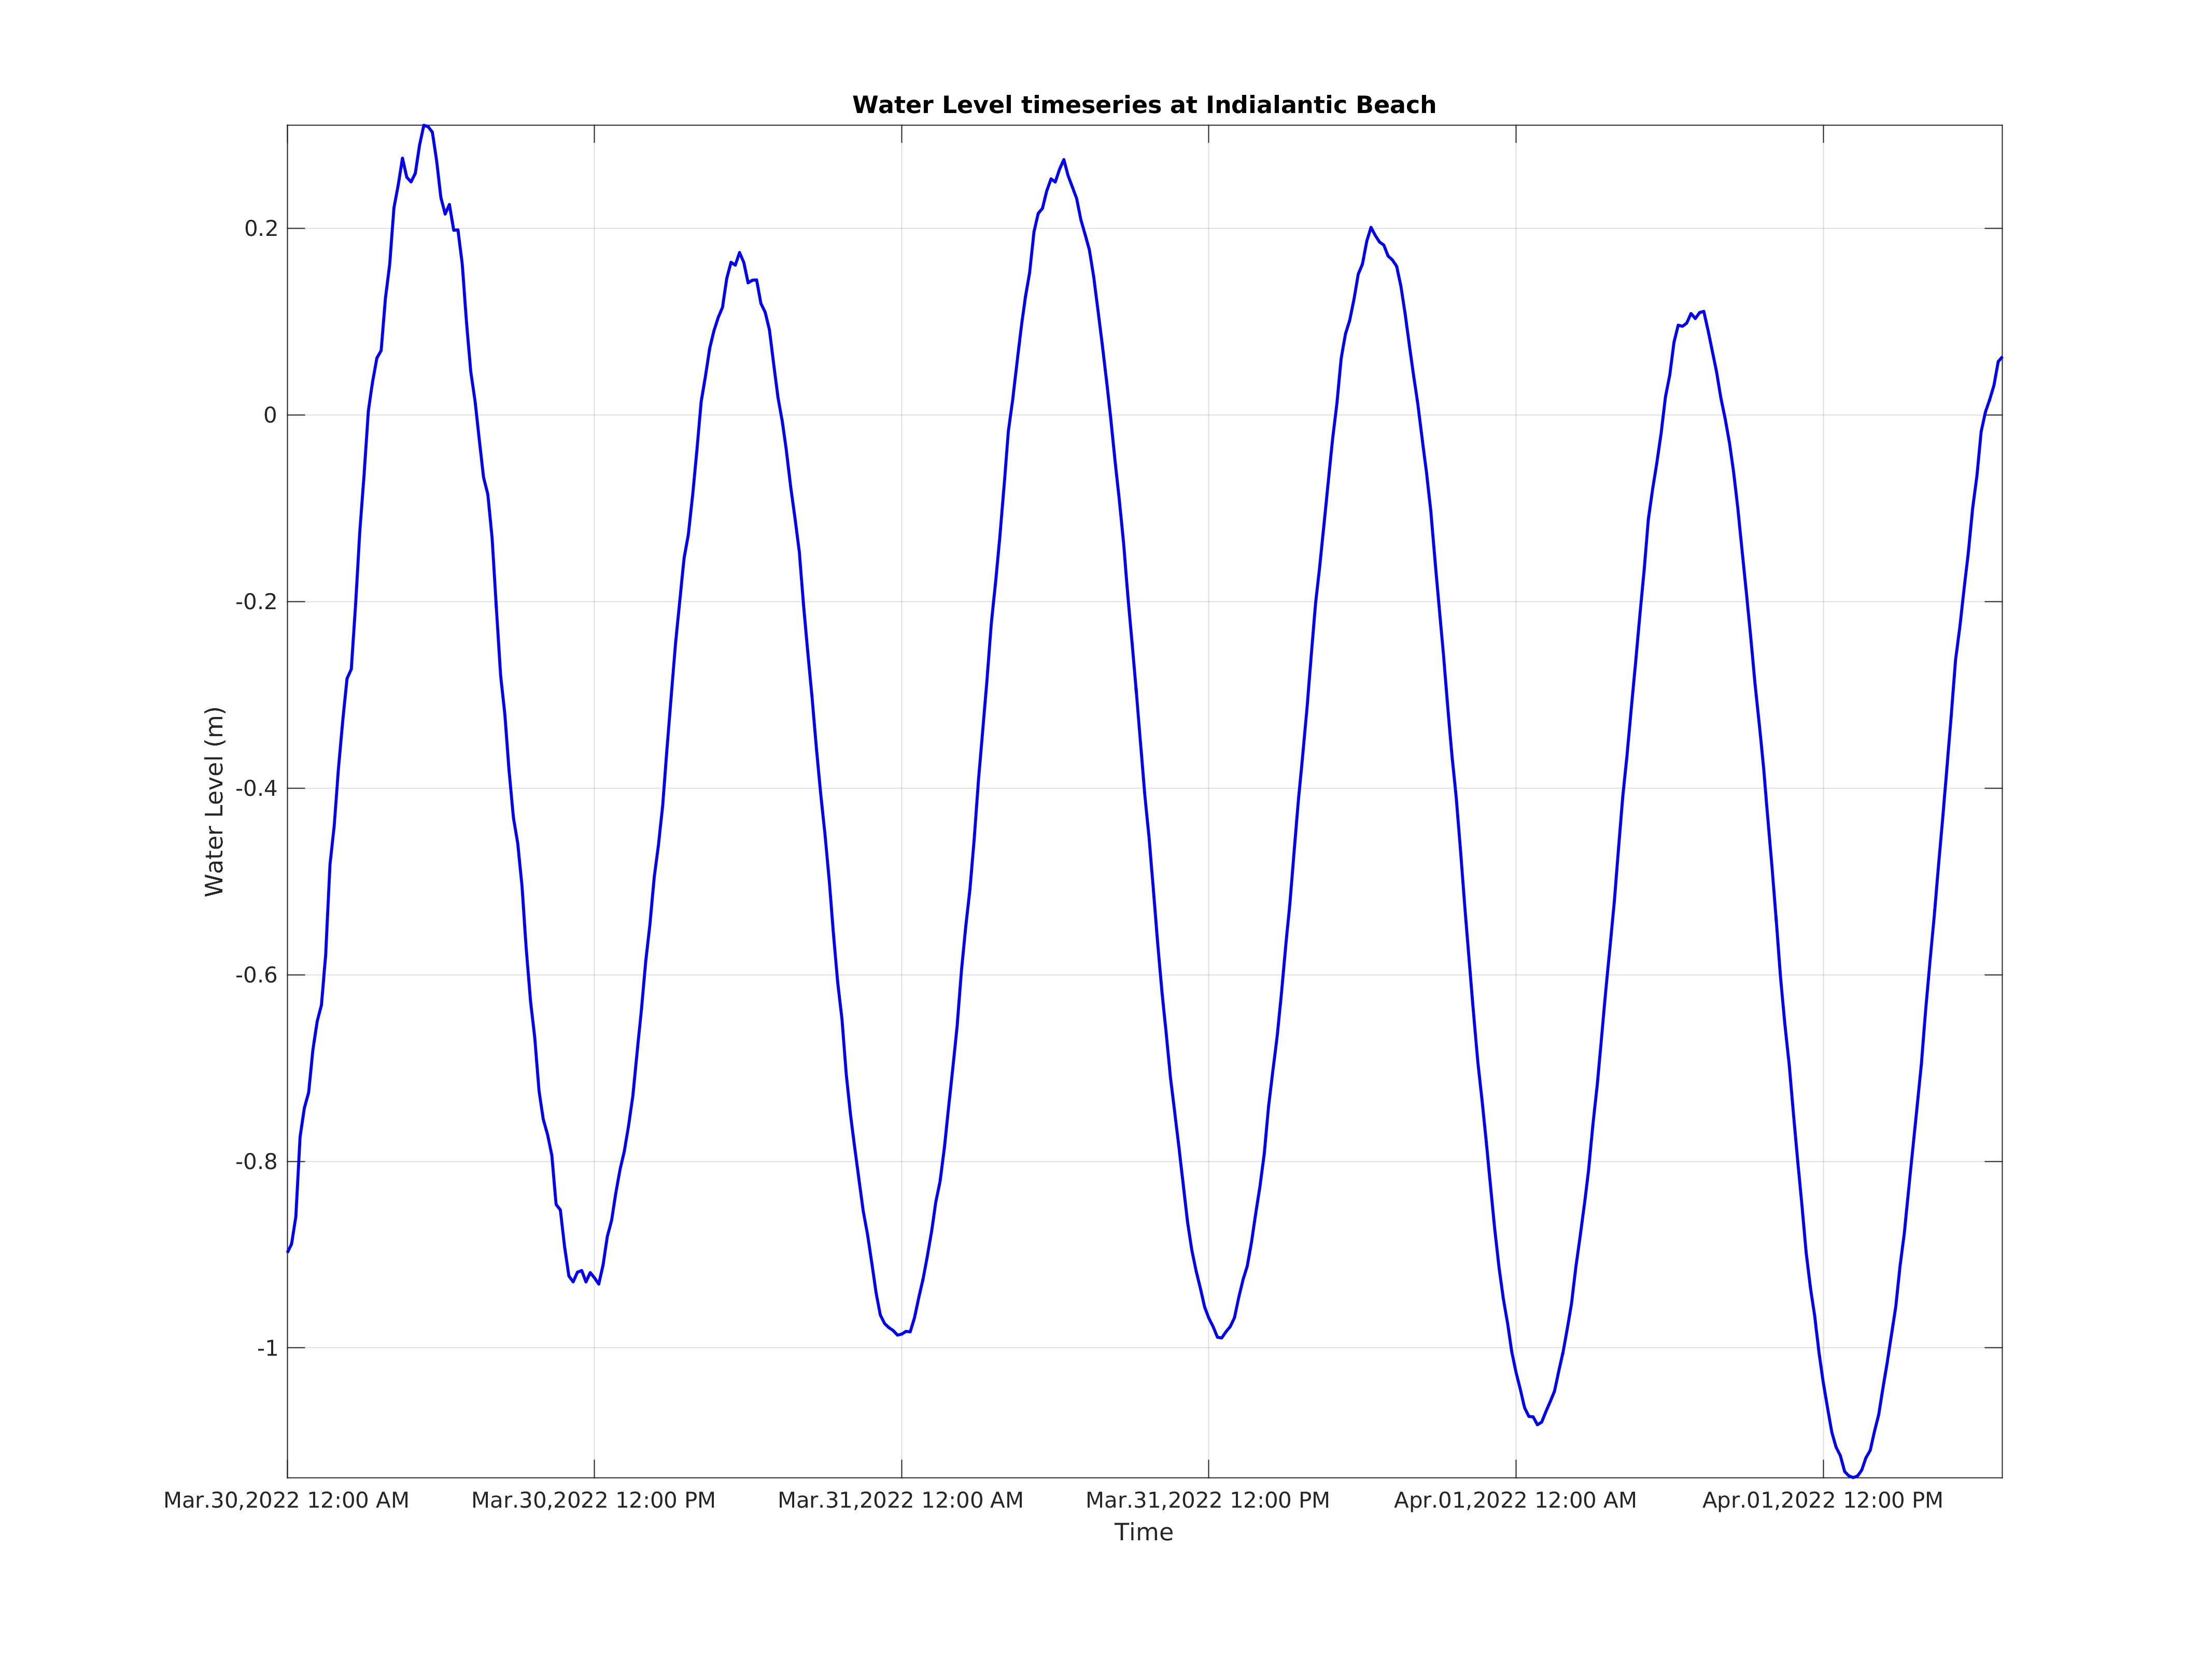 Water Level timeseries at Indialantic Beach
0.2
0
-0.2
-0.4
-0.6
-0.8
-1
Water Level (m)
Mar.30,2022 12:00 AM Mar.30,2022 12:00 PM Mar.31,2022 12:00 AM Mar.31,2022 12:00 PM Apr.01,2022 12:00 AM Apr.01,2022 12:00 PM
Time